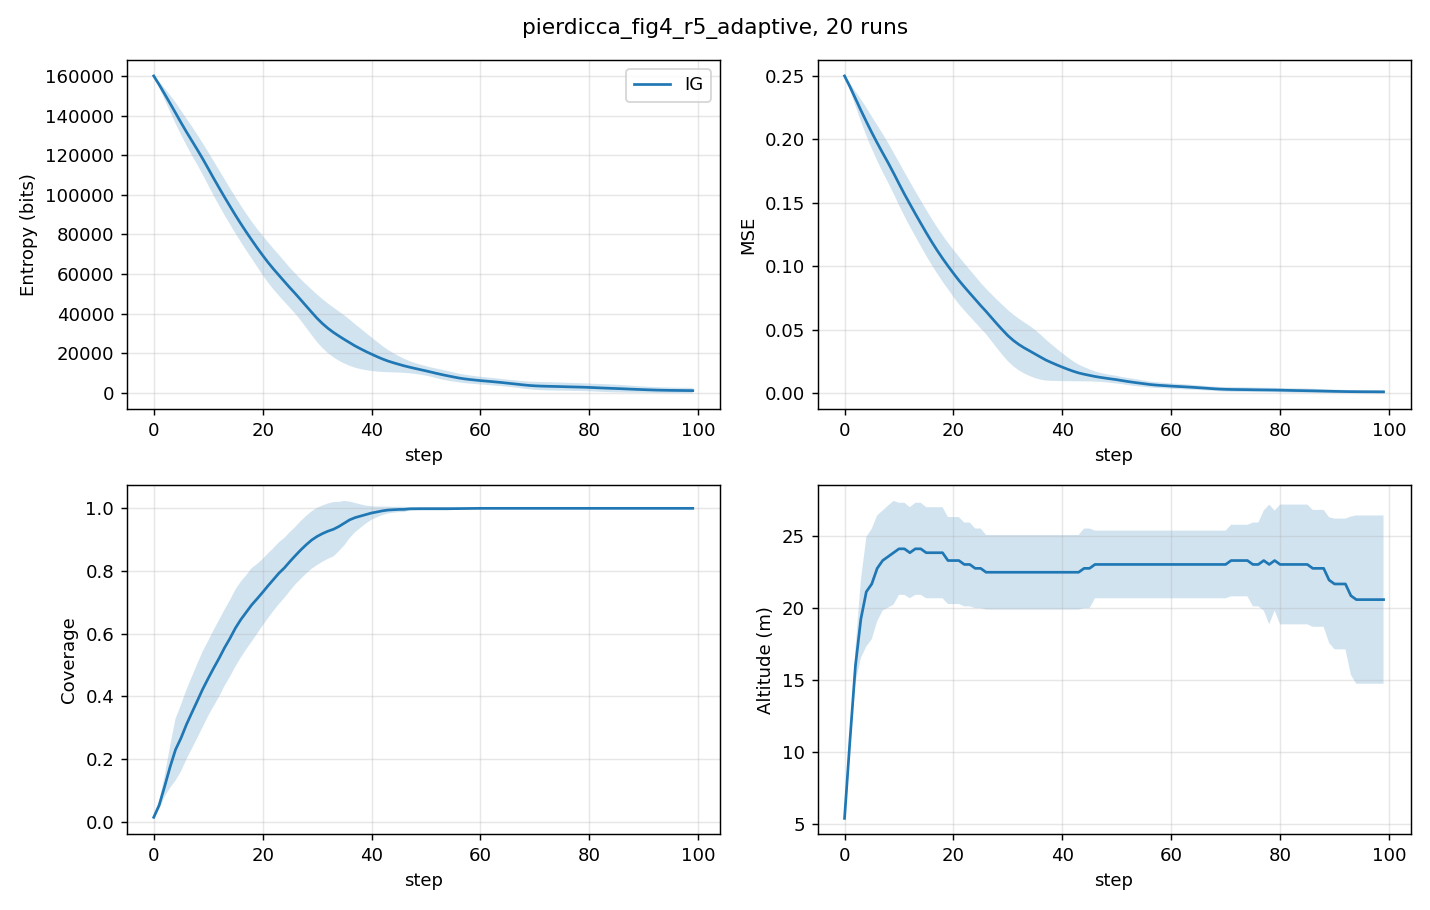 pierdicca_fig4_r5_adaptive, 20 runs
160000
140000
120000
100000
80000
60000
40000
20000
0
Entropy (bits)
IG
0 20 40 60 80 100
step
0.25
0.20
0.15
0.10
0.05
0.00
MSE
0 20 40 60 80 100
step
1.0
0.8
0.6
0.4
0.2
0.0
Coverage
0 20 40 60 80 100
step
25
20
15
10
5
Altitude (m)
0 20 40 60 80 100
step